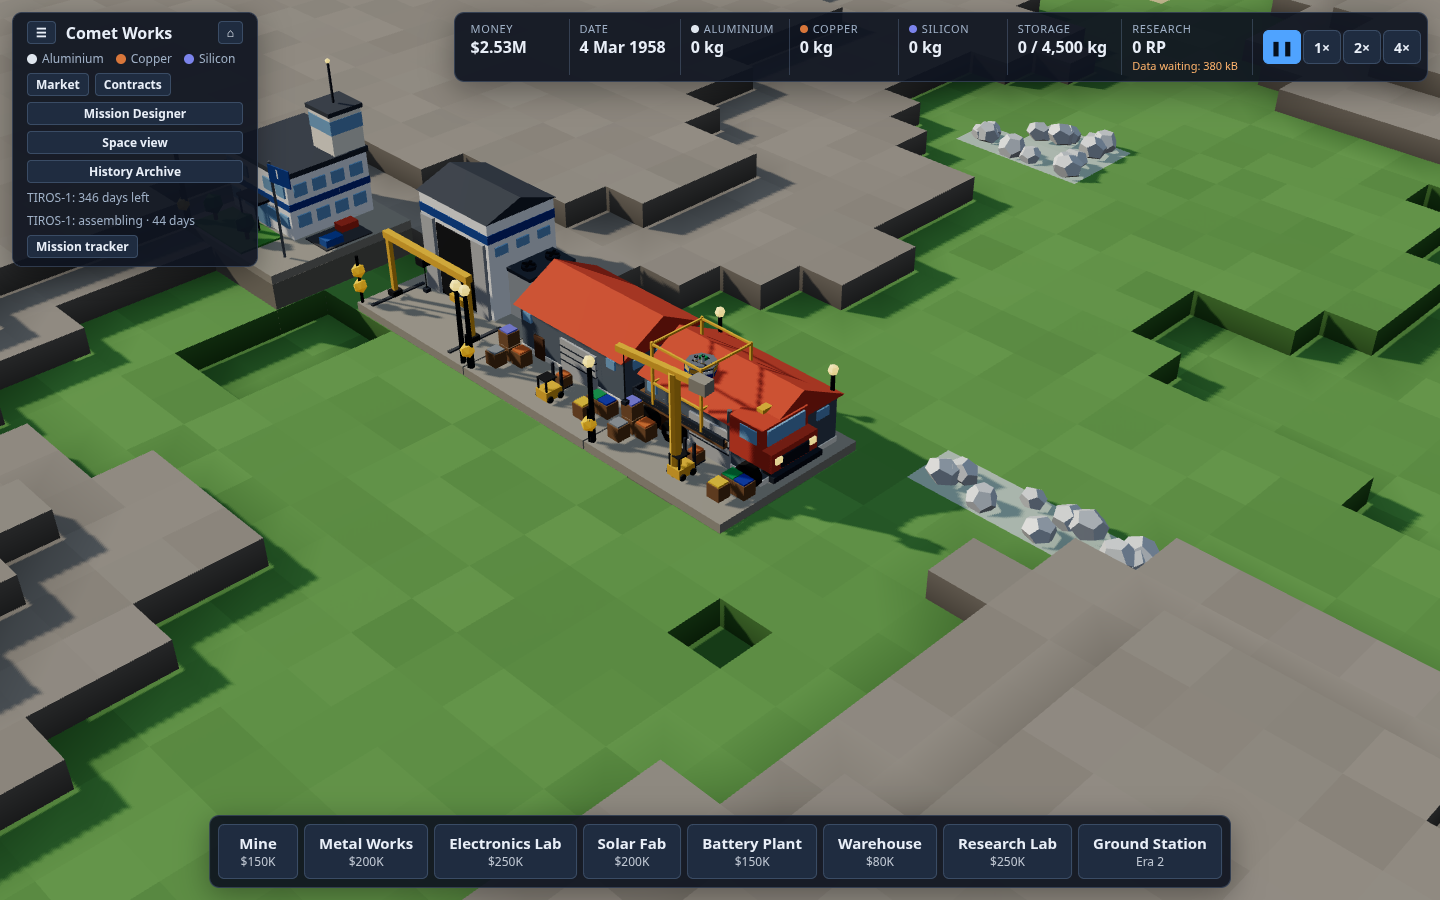 ☰ Comet Works ⌂
Aluminium Copper Silicon
Market Contracts
Mission Designer
Space view
History Archive
TIROS-1: 346 days left
TIROS-1: assembling · 44 days
Mission tracker
MONEY
$2.53M
DATE
4 Mar 1958
ALUMINIUM
0 kg
COPPER
0 kg
SILICON
0 kg
STORAGE
0 / 4,500 kg
RESEARCH
0 RP
Data waiting: 380 kB
❚❚ 1× 2× 4×
Mine
$150K
Metal Works
$200K
Electronics Lab
$250K
Solar Fab
$200K
Battery Plant
$150K
Warehouse
$80K
Research Lab
$250K
Ground Station
Era 2